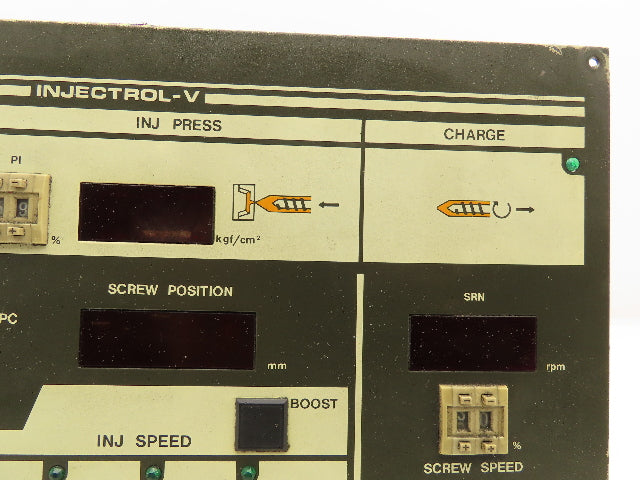 INJECTROL-V
INJ PRESS
CHARGE
PI
%
kgf/cm²
SCREW POSITION
SRN
PC
mm
rpm
BOOST
INJ SPEED
%
SCREW SPEED